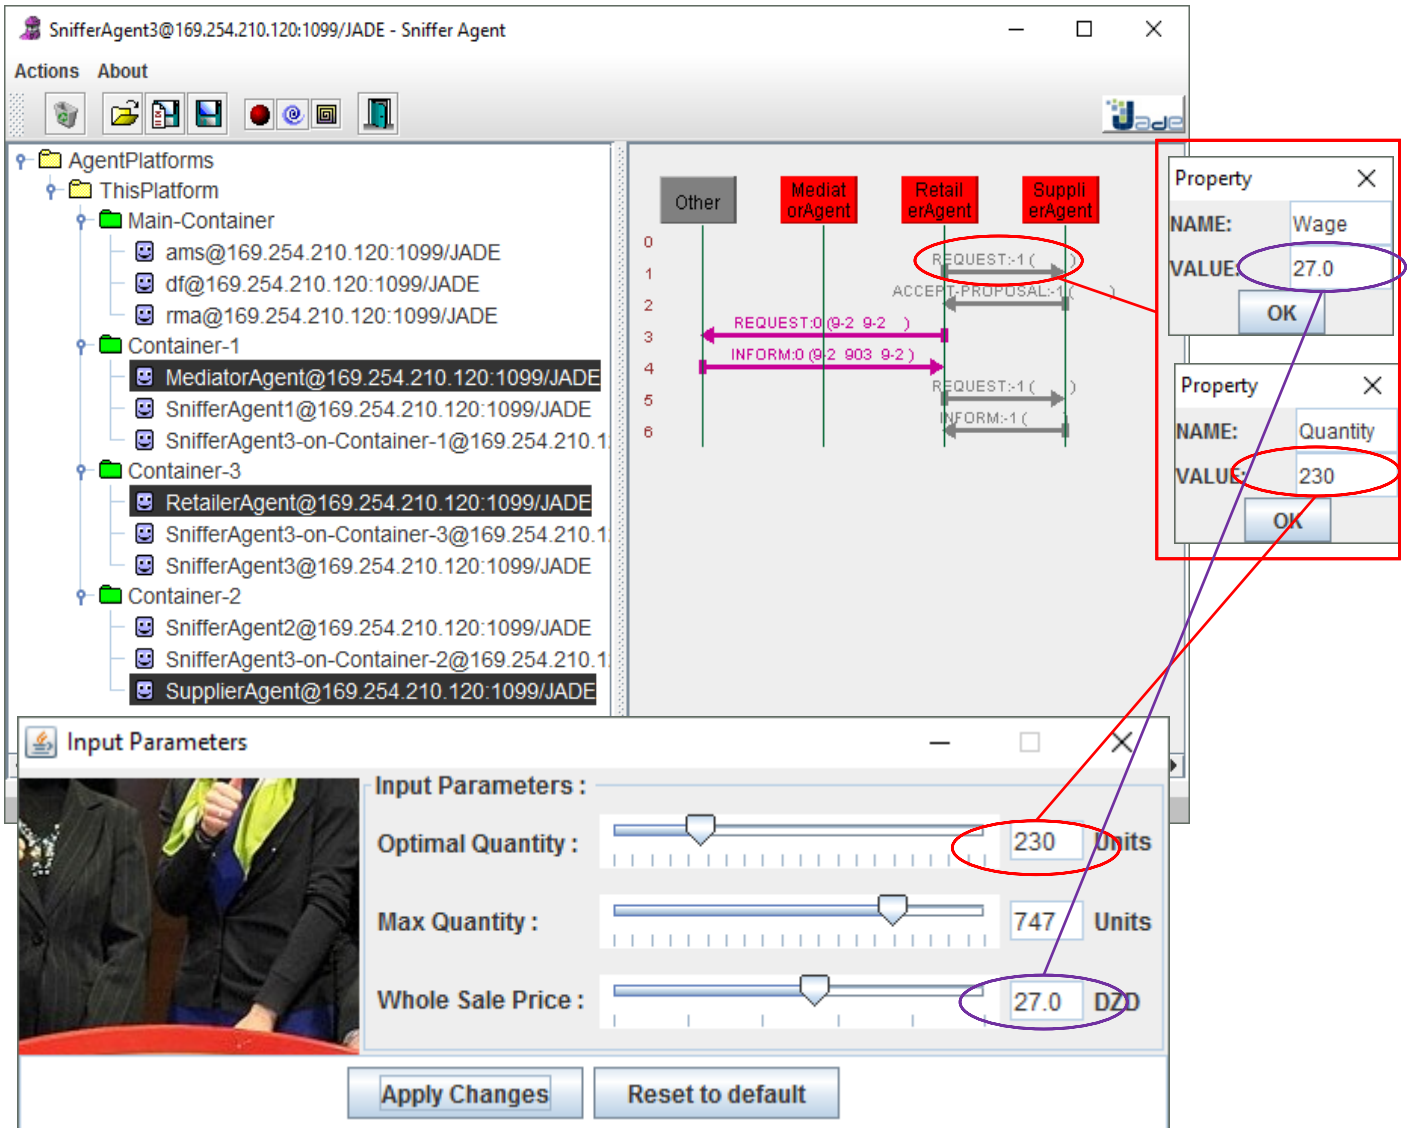 SnifferAgent3@169.254.210.120:1099/JADE - Sniffer Agent
Actions About
Jade
AgentPlatforms
ThisPlatform
Main-Container
ams@169.254.210.120:1099/JADE
df@169.254.210.120:1099/JADE
rma@169.254.210.120:1099/JADE
Container-1
MediatorAgent@169.254.210.120:1099/JADE
SnifferAgent1@169.254.210.120:1099/JADE
SnifferAgent3-on-Container-1@169.254.210.1
Container-3
RetailerAgent@169.254.210.120:1099/JADE
SnifferAgent3-on-Container-3@169.254.210.1
SnifferAgent3@169.254.210.120:1099/JADE
Container-2
SnifferAgent2@169.254.210.120:1099/JADE
SnifferAgent3-on-Container-2@169.254.210.1
SupplierAgent@169.254.210.120:1099/JADE
Other
Mediat
orAgent
Retail
erAgent
Suppli
erAgent
0
REQUEST:-1 ( )
1
ACCEPT-PROPOSAL:-1 ( )
2
REQUEST:0 (9-2 9-2 )
3
INFORM:0 (9-2 903 9-2 )
4
REQUEST:-1 ( )
5
INFORM:-1 ( )
6
Property
NAME: Wage
VALUE: 27.0
OK
Property
NAME: Quantity
VALUE: 230
OK
Input Parameters
Input Parameters :
Optimal Quantity : 230 Units
Max Quantity : 747 Units
Whole Sale Price : 27.0 DZD
Apply Changes Reset to default